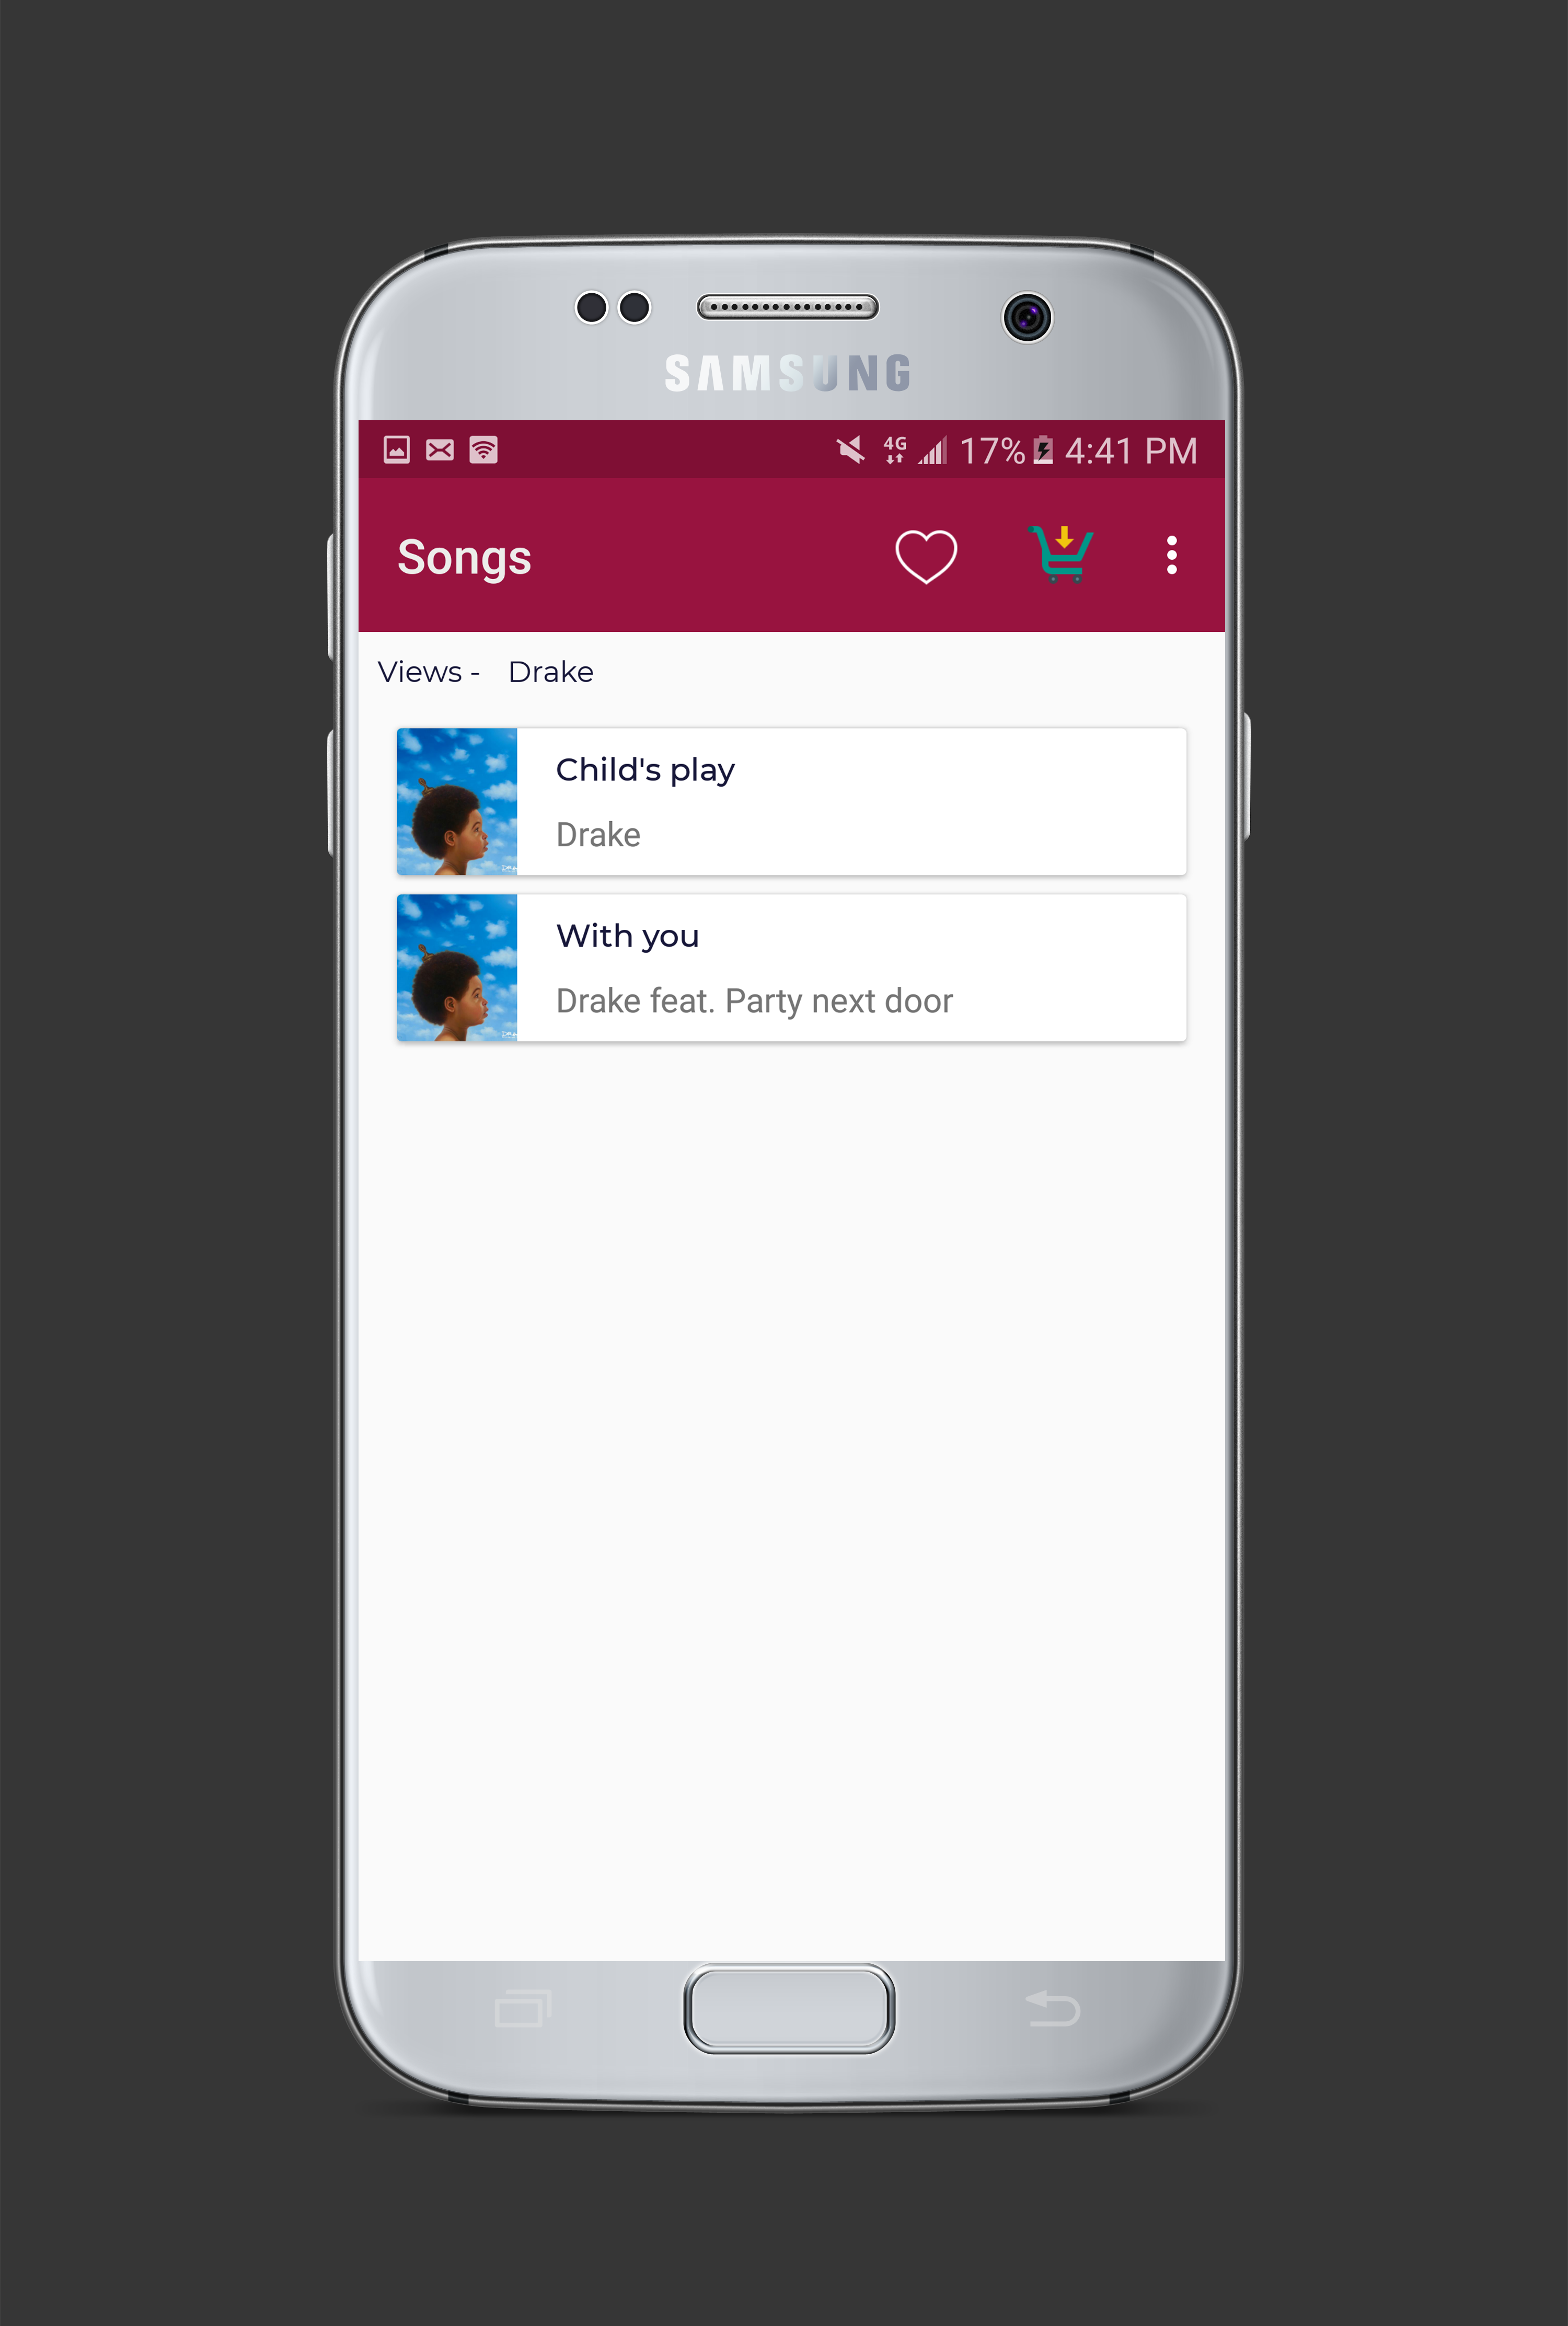 SAMSUNG
4G 17% 4:41 PM
Songs
Views - Drake
Child's play
Drake
With you
Drake feat. Party next door